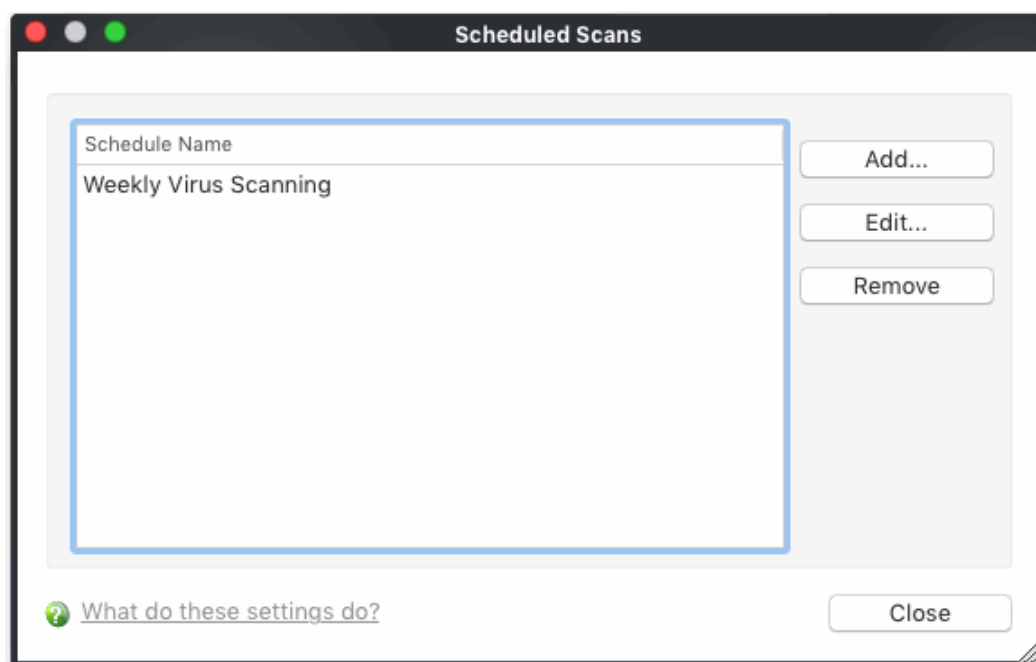 Scheduled Scans
Schedule Name
Weekly Virus Scanning
Add...
Edit...
Remove
What do these settings do?
Close